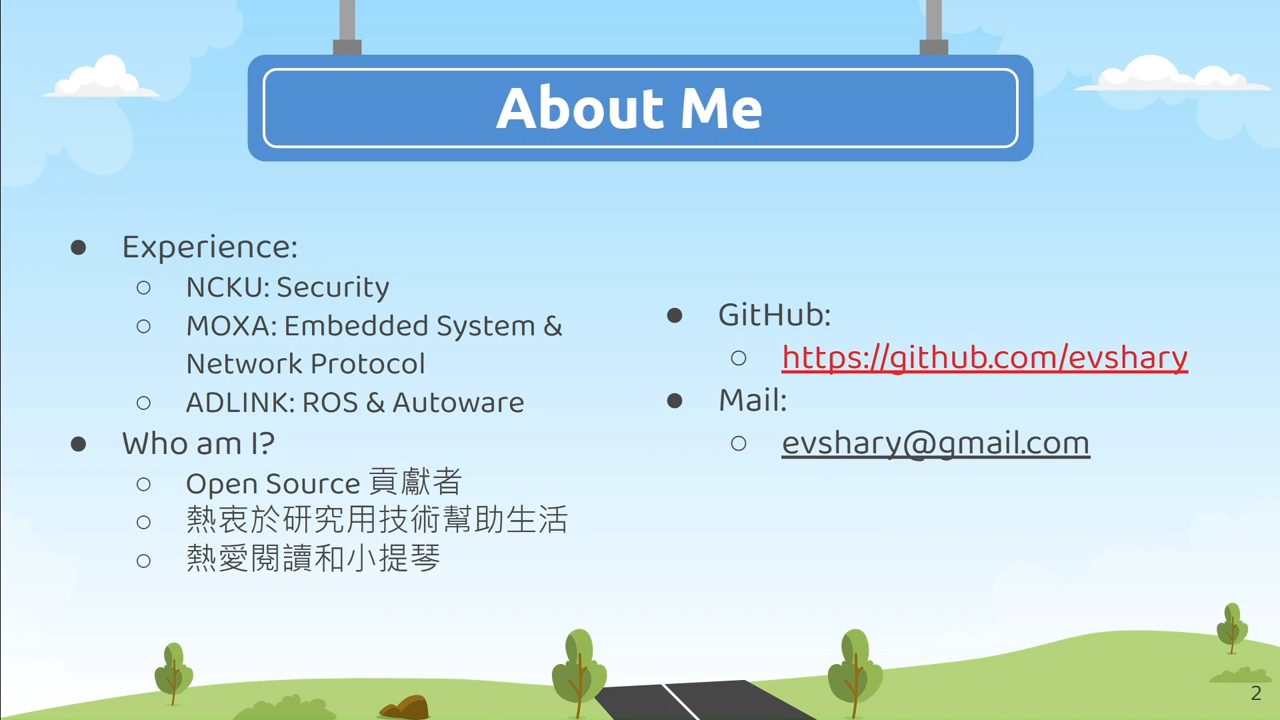 About Me
● Experience:
○ NCKU: Security
○ MOXA: Embedded System &
Network Protocol
○ ADLINK: ROS & Autoware
● Who am I?
○ Open Source 貢獻者
○ 熱衷於研究用技術幫助生活
○ 熱愛閱讀和小提琴
● GitHub:
○ https://github.com/evshary
● Mail:
○ evshary@gmail.com
2